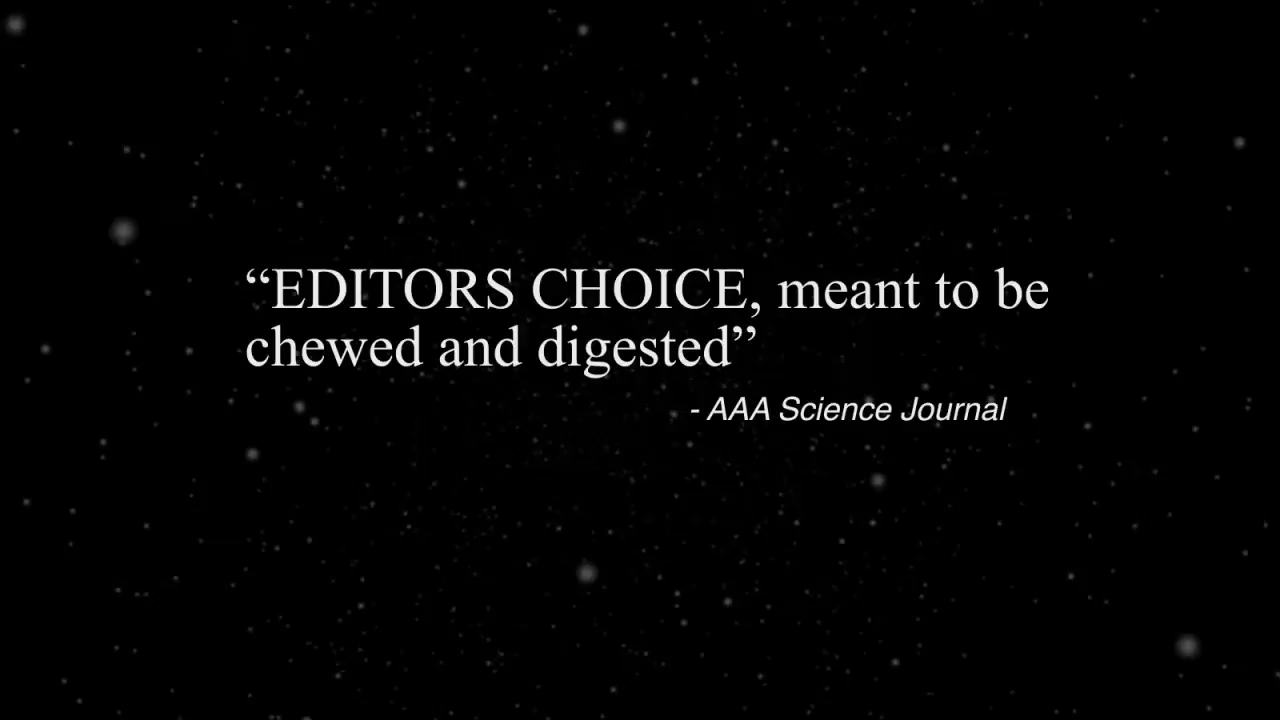 “EDITORS CHOICE, meant to be
chewed and digested”
- AAA Science Journal